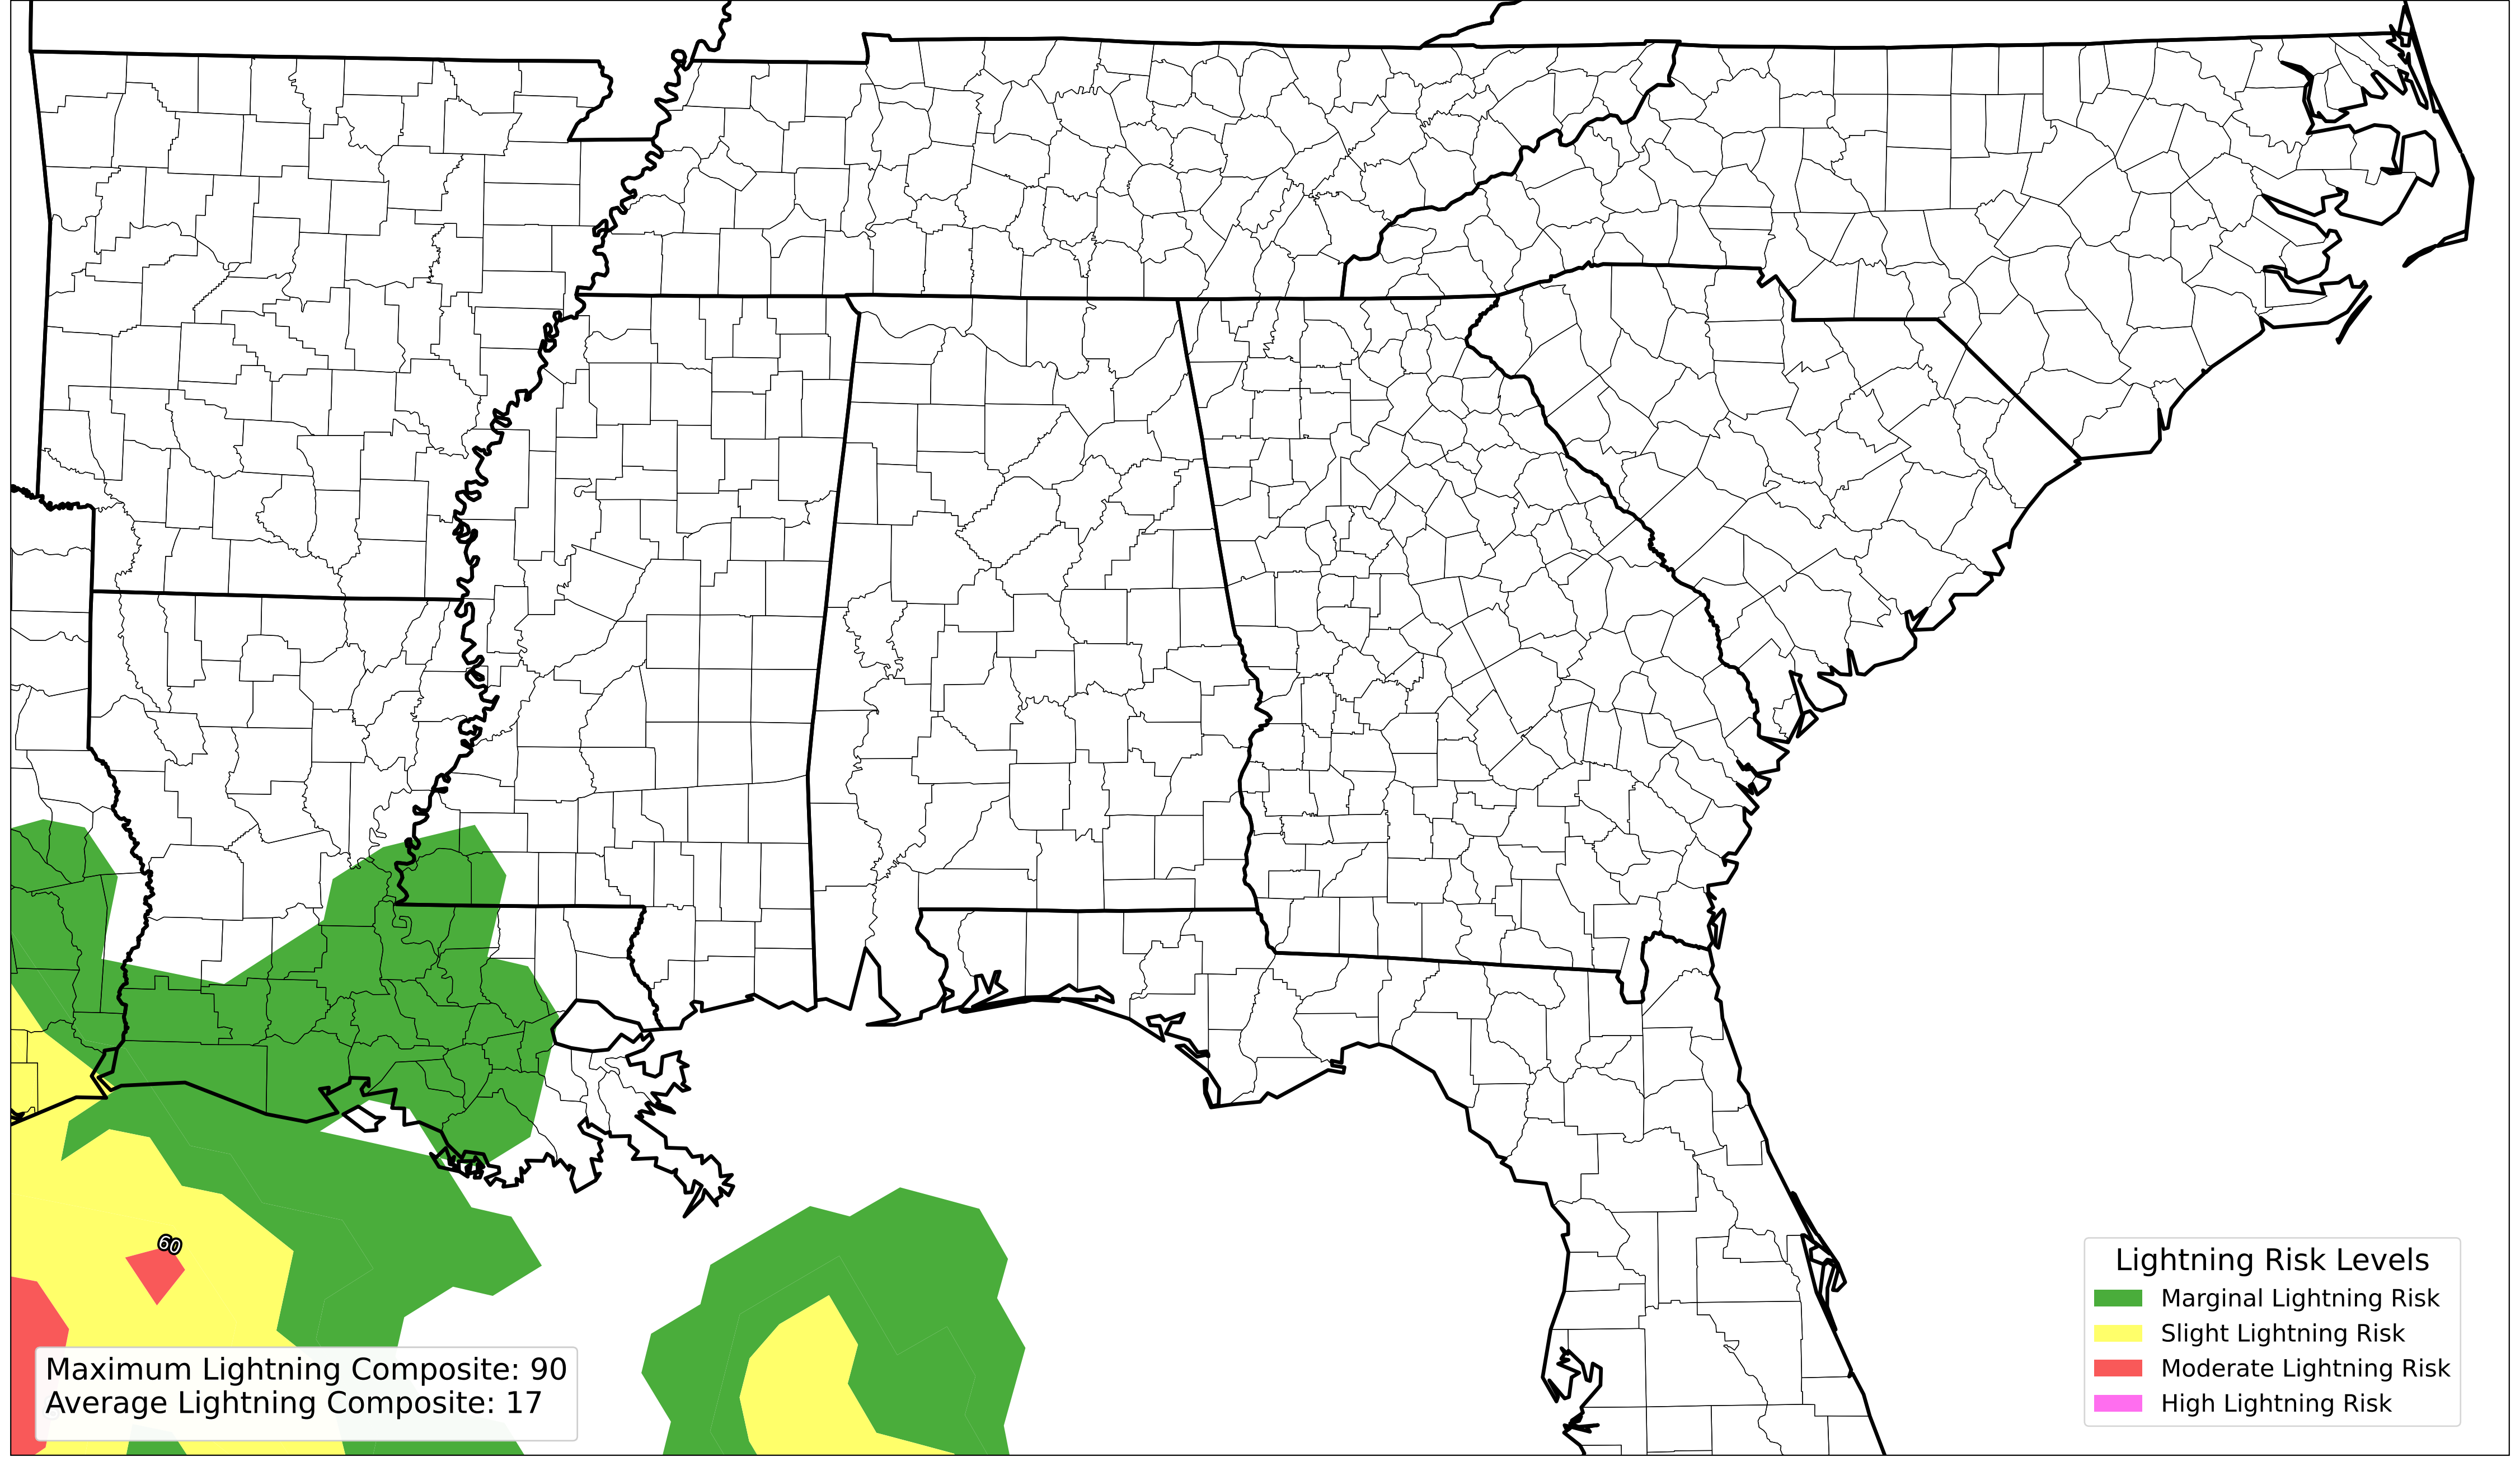 60
Maximum Lightning Composite: 90
Average Lightning Composite: 17
Lightning Risk Levels
Marginal Lightning Risk
Slight Lightning Risk
Moderate Lightning Risk
High Lightning Risk